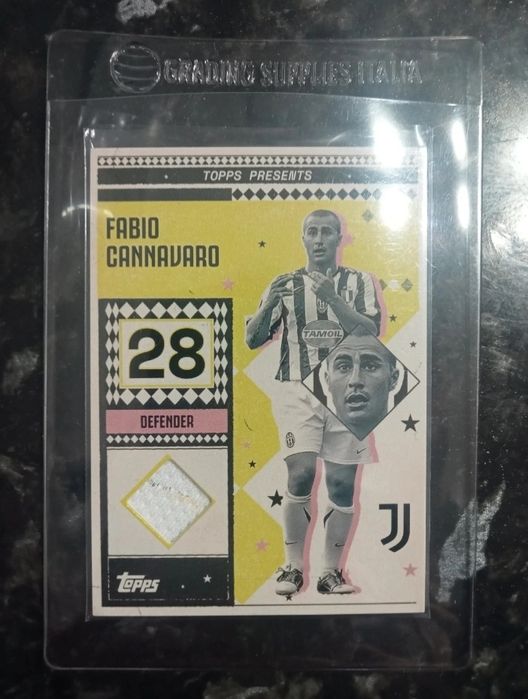 GRADING SUPPLIES ITALIA
TOPPS PRESENTS
FABIO
CANNAVARO
TAMOIL
28
DEFENDER
topps